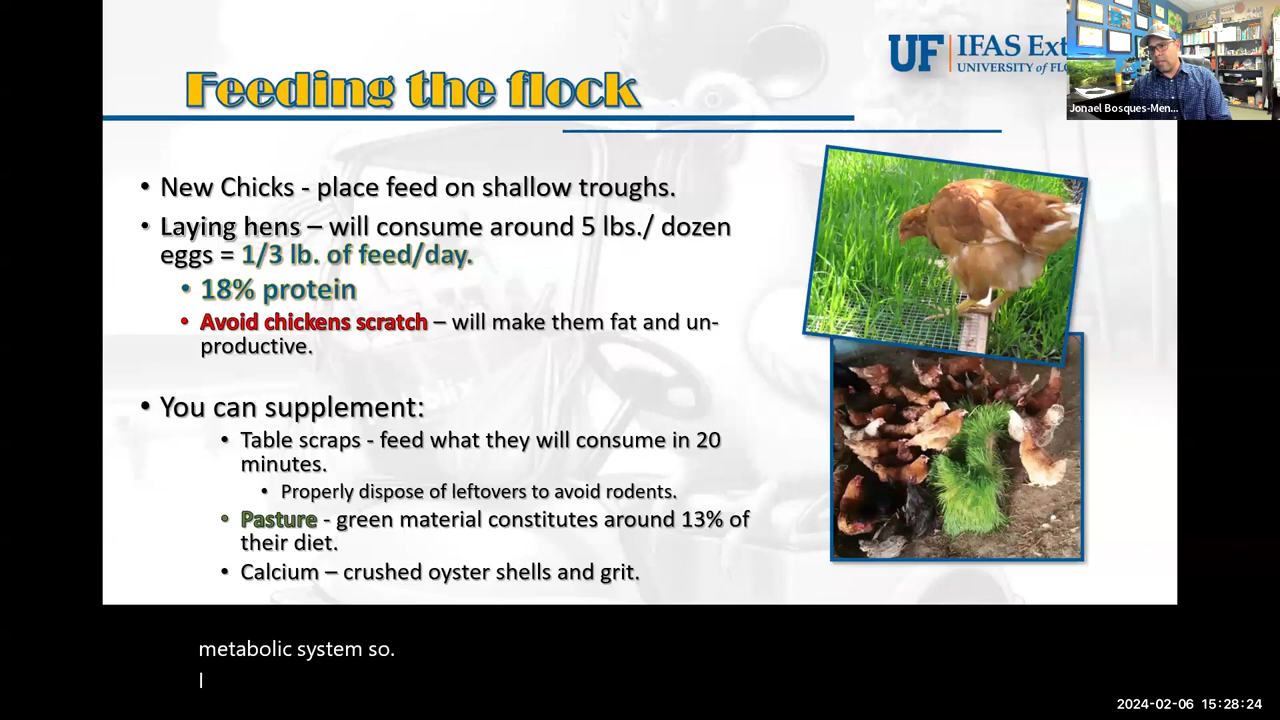 UF IFAS Ext
UNIVERSITY of FL
Jonael Bosques-Men...
Feeding the flock
• New Chicks - place feed on shallow troughs.
• Laying hens – will consume around 5 lbs./ dozen
eggs = 1/3 lb. of feed/day.
• 18% protein
• Avoid chickens scratch – will make them fat and un-
productive.
• You can supplement:
• Table scraps - feed what they will consume in 20
minutes.
• Properly dispose of leftovers to avoid rodents.
• Pasture - green material constitutes around 13% of
their diet.
• Calcium – crushed oyster shells and grit.
metabolic system so.
I
2024-02-06 15:28:24